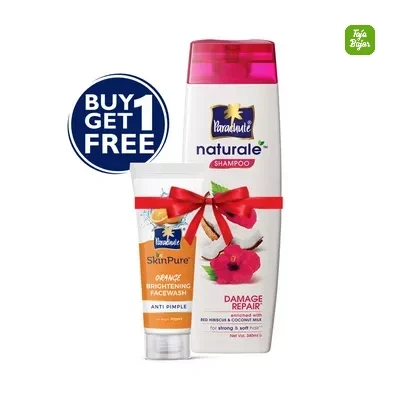 Taja
Bajar
BUY 1
GET
FREE
Parachute
naturale
SHAMPOO
Parachute
SkinPure
ORANGE
BRIGHTENING
FACEWASH
ANTI PIMPLE
DAMAGE
REPAIR
enriched with
RED HIBISCUS & COCONUT MILK
for strong & soft hair